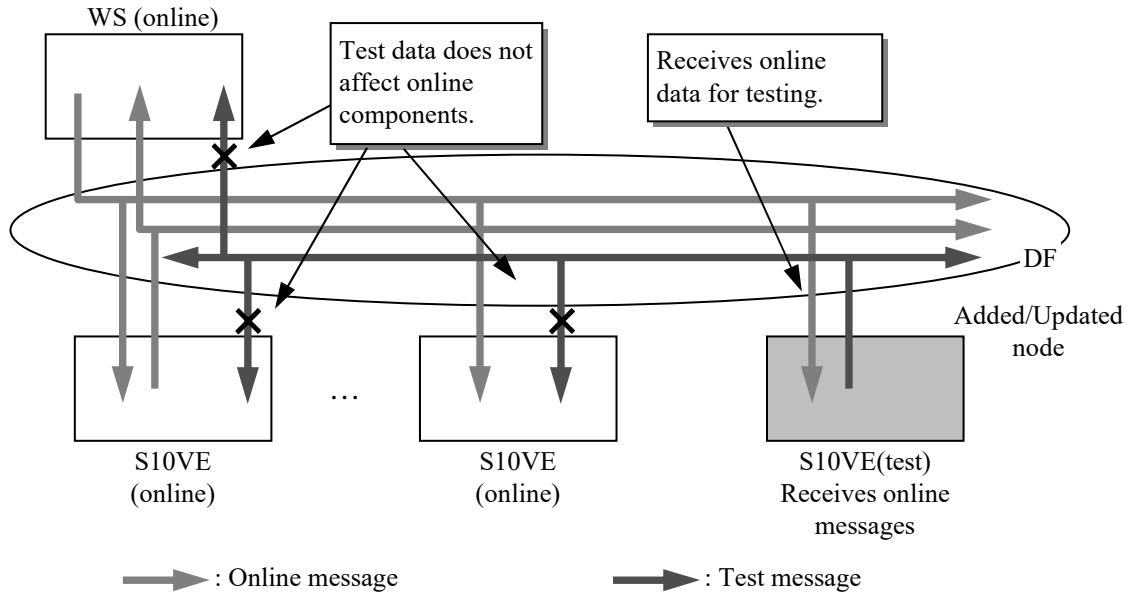 WS (online)
Test data does not
affect online
components.
Receives online
data for testing.
DF
Added/Updated
node
…
S10VE
(online)
S10VE
(online)
S10VE(test)
Receives online
messages
: Online message
: Test message